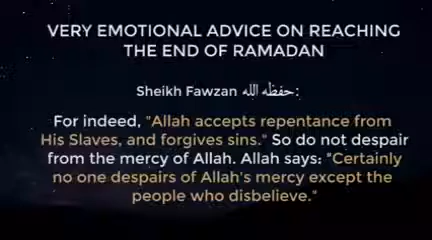 VERY EMOTIONAL ADVICE ON REACHING
THE END OF RAMADAN
Sheikh Fawzan حفظه الله:
For indeed, "Allah accepts repentance from
His Slaves, and forgives sins." So do not despair
from the mercy of Allah. Allah says: "Certainly
no one despairs of Allah's mercy except the
people who disbelieve."